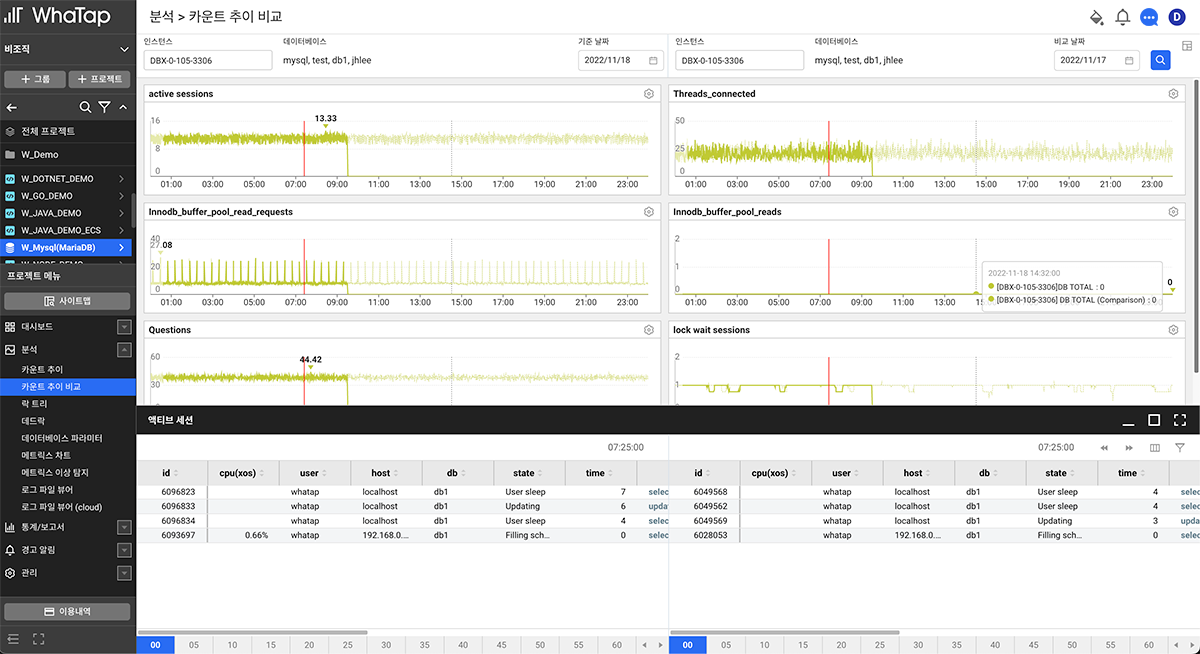 WhaTap
분석 > 카운트 추이 비교
D
비조직
+ 그룹
+ 프로젝트
전체 프로젝트
W_Demo
W_DOTNET_DEMO
W_GO_DEMO
W_JAVA_DEMO
W_JAVA_DEMO_ECS
W_Mysql(MariaDB)
프로젝트 메뉴
사이트맵
대시보드
분석
카운트 추이
카운트 추이 비교
락 트리
데드락
데이터베이스 파라미터
메트릭스 차트
메트릭스 이상 탐지
로그 파일 뷰어
로그 파일 뷰어 (cloud)
통계/보고서
경고 알림
관리
이용내역
인스턴스 데이터베이스 기준 날짜
DBX-0-105-3306 mysql, test, db1, jhlee 2022/11/18
인스턴스 데이터베이스 비교 날짜
DBX-0-105-3306 mysql, test, db1, jhlee 2022/11/17
active sessions
13.33
16
8
0
01:00 03:00 05:00 07:00 09:00 11:00 13:00 15:00 17:00 19:00 21:00 23:00
Threads_connected
50
25
0
01:00 03:00 05:00 07:00 09:00 11:00 13:00 15:00 17:00 19:00 21:00 23:00
Innodb_buffer_pool_read_requests
40
27.08
20
0
01:00 03:00 05:00 07:00 09:00 11:00 13:00 15:00 17:00 19:00 21:00 23:00
Innodb_buffer_pool_reads
2
1
0
0
01:00 03:00 05:00 07:00 09:00 11:00 13:00
2022-11-18 14:32:00
[DBX-0-105-3306]DB TOTAL : 0
[DBX-0-105-3306] DB TOTAL (Comparison) : 0
Questions
44.42
60
30
lock wait sessions
2
1
액티브 세션
07:25:00
id cpu(xos) user host db state time
6096823 whatap localhost db1 User sleep 7 selec
6096833 whatap localhost db1 Updating 6 upda
6096834 whatap localhost db1 User sleep 4 selec
6093697 0.66% whatap 192.168.0.... db1 Filling sch... 0 selec
00 05 10 15 20 25 30 35 40 45 50 55 60
07:25:00
id cpu(xos) user host db state time
6049568 whatap localhost db1 User sleep 4 selec
6049562 whatap localhost db1 User sleep 4 selec
6049569 whatap localhost db1 Updating 3 upda
6028053 whatap 192.168.0.... db1 Filling sch... 0 selec
00 05 10 15 20 25 30 35 40 45 50 55 60